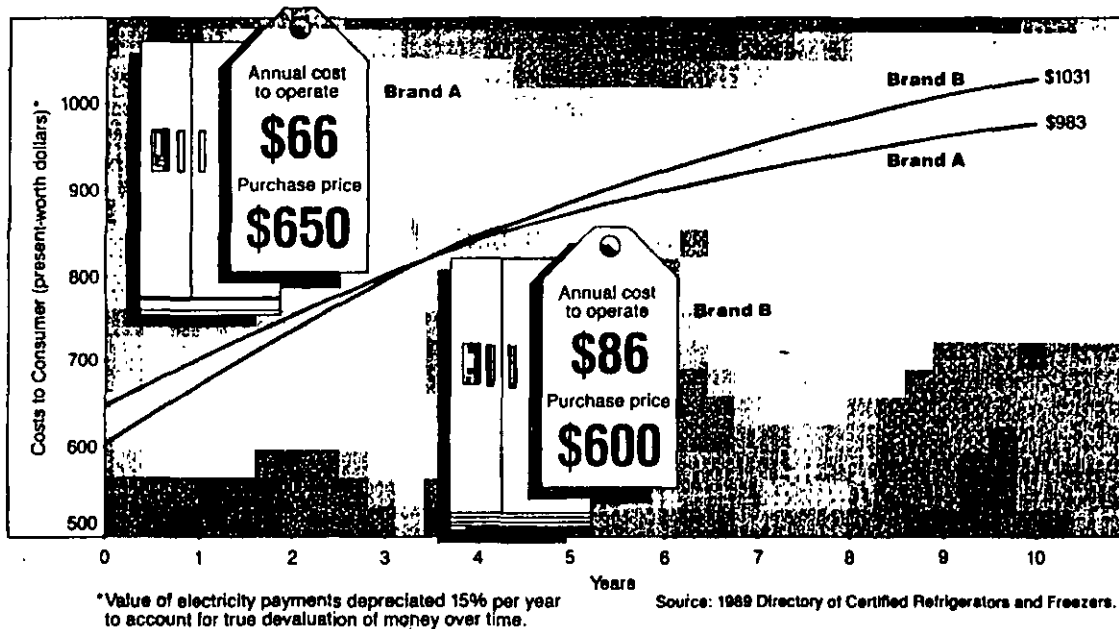 Annual cost
to operate
$66
Purchase price
$650
Brand A
Brand B
$1031
$983
Brand A
Annual cost
to operate
$86
Purchase price
$600
Brand B
Costs to Consumer (present-worth dollars)*
1000
900
800
700
600
500
0 1 2 3 4 5 6 7 8 9 10
Years
*Value of electricity payments depreciated 15% per year
to account for true devaluation of money over time.
Source: 1989 Directory of Certified Refrigerators and Freezers.